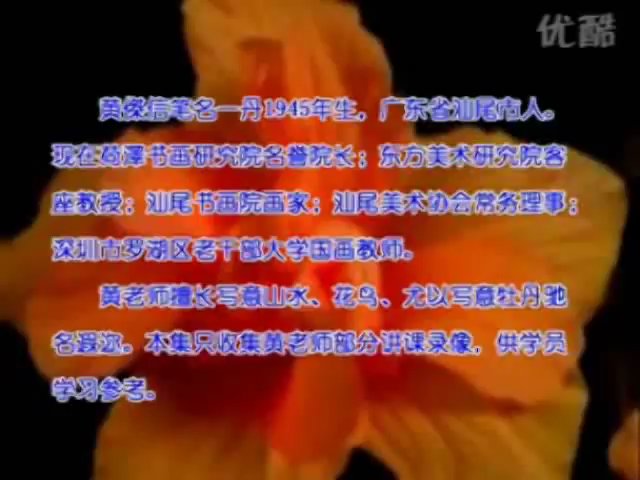 优酷
黄燦信笔名一丹1945年生，广东省汕尾市人。
现在菏泽书画研究院名誉院长；东方美术研究院客
座教授；汕尾书画院画家；汕尾美术协会常务理事；
深圳市罗湖区老干部大学国画教师。
黄老师擅长写意山水、花鸟、尤以写意牡丹驰
名遐迩。本集只收集黄老师部分讲课录像，供学员
学习参考。